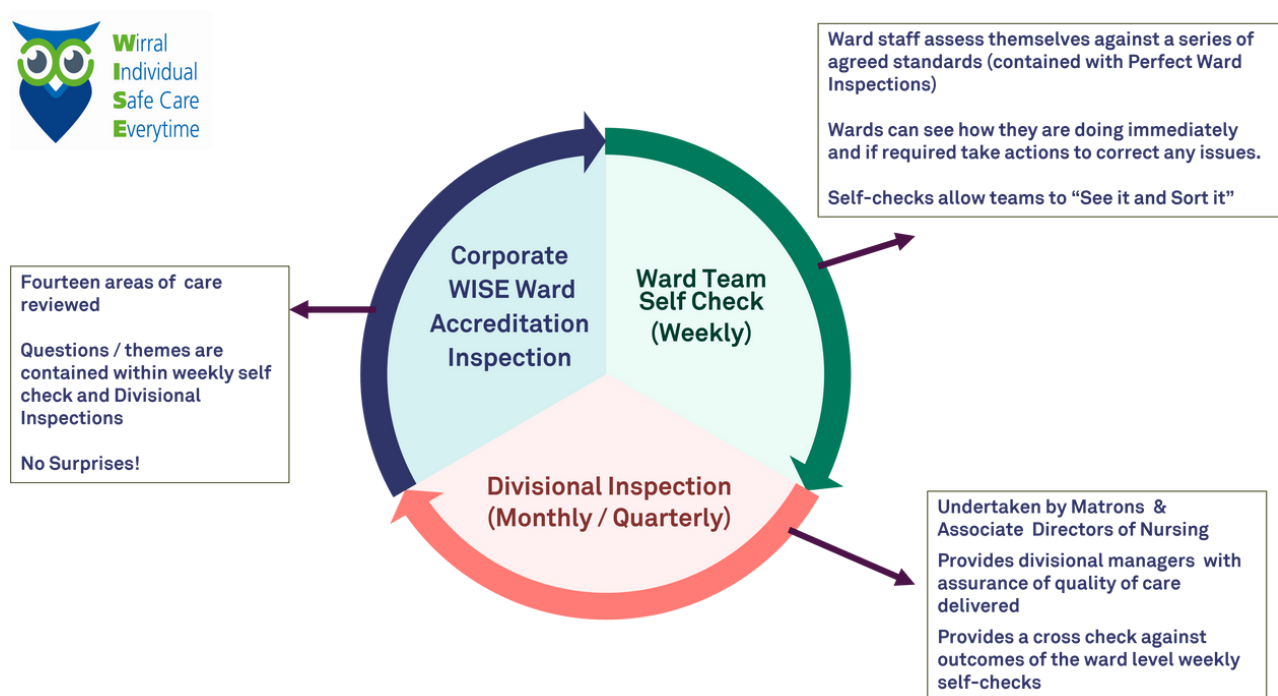 Wirral
Individual
Safe Care
Everytime
Ward staff assess themselves against a series of
agreed standards (contained with Perfect Ward
Inspections)
Wards can see how they are doing immediately
and if required take actions to correct any issues.
Self-checks allow teams to “See it and Sort it”
Corporate
WISE Ward
Accreditation
Inspection
Ward Team
Self Check
(Weekly)
Fourteen areas of care
reviewed
Questions / themes are
contained within weekly self
check and Divisional
Inspections
No Surprises!
Divisional Inspection
(Monthly / Quarterly)
Undertaken by Matrons &
Associate Directors of Nursing
Provides divisional managers with
assurance of quality of care
delivered
Provides a cross check against
outcomes of the ward level weekly
self-checks